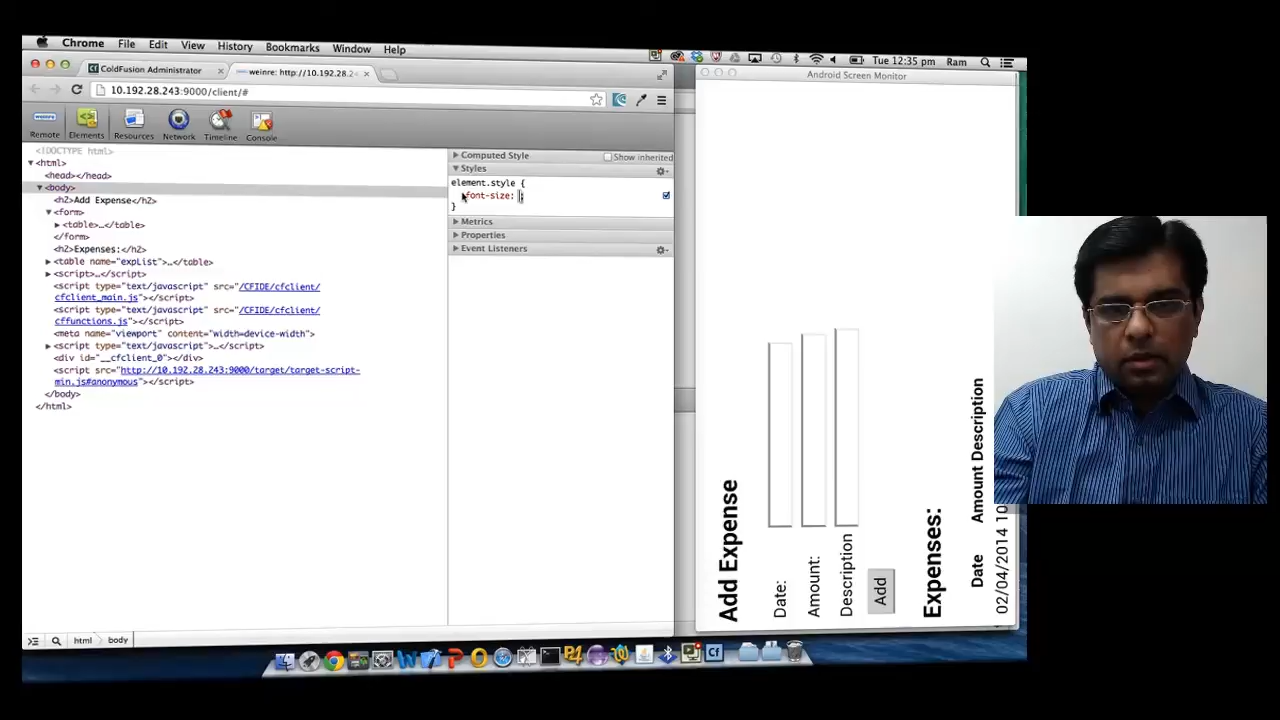 Chrome File Edit View History Bookmarks Window Help
Tue 12:35 pm Ram
ColdFusion Administrator
weinre: http://10.192.28.24
10.192.28.243:9000/client/#
Remote Elements Resources Network Timeline Console
<!DOCTYPE html>
<html>
<head></head>
<body>
<h2>Add Expense</h2>
<form>
<table>…</table>
</form>
<h2>Expenses:</h2>
<table name="expList">…</table>
<script>…</script>
<script type="text/javascript" src="/CFIDE/cfclient/
cfclient_main.js"></script>
<script type="text/javascript" src="/CFIDE/cfclient/
cffunctions.js"></script>
<meta name="viewport" content="width=device-width">
<script type="text/javascript">…</script>
<div id="__cfclient_0"></div>
<script src="http://10.192.28.243:9000/target/target-script-
min.js#anonymous"></script>
</body>
</html>
html body
Computed Style Show inherited
Styles
element.style {
font-size: ;
}
Metrics
Properties
Event Listeners
Android Screen Monitor
Add Expense
Date:
Amount:
Description
Add
Expenses:
Date Amount Description
02/04/2014 10